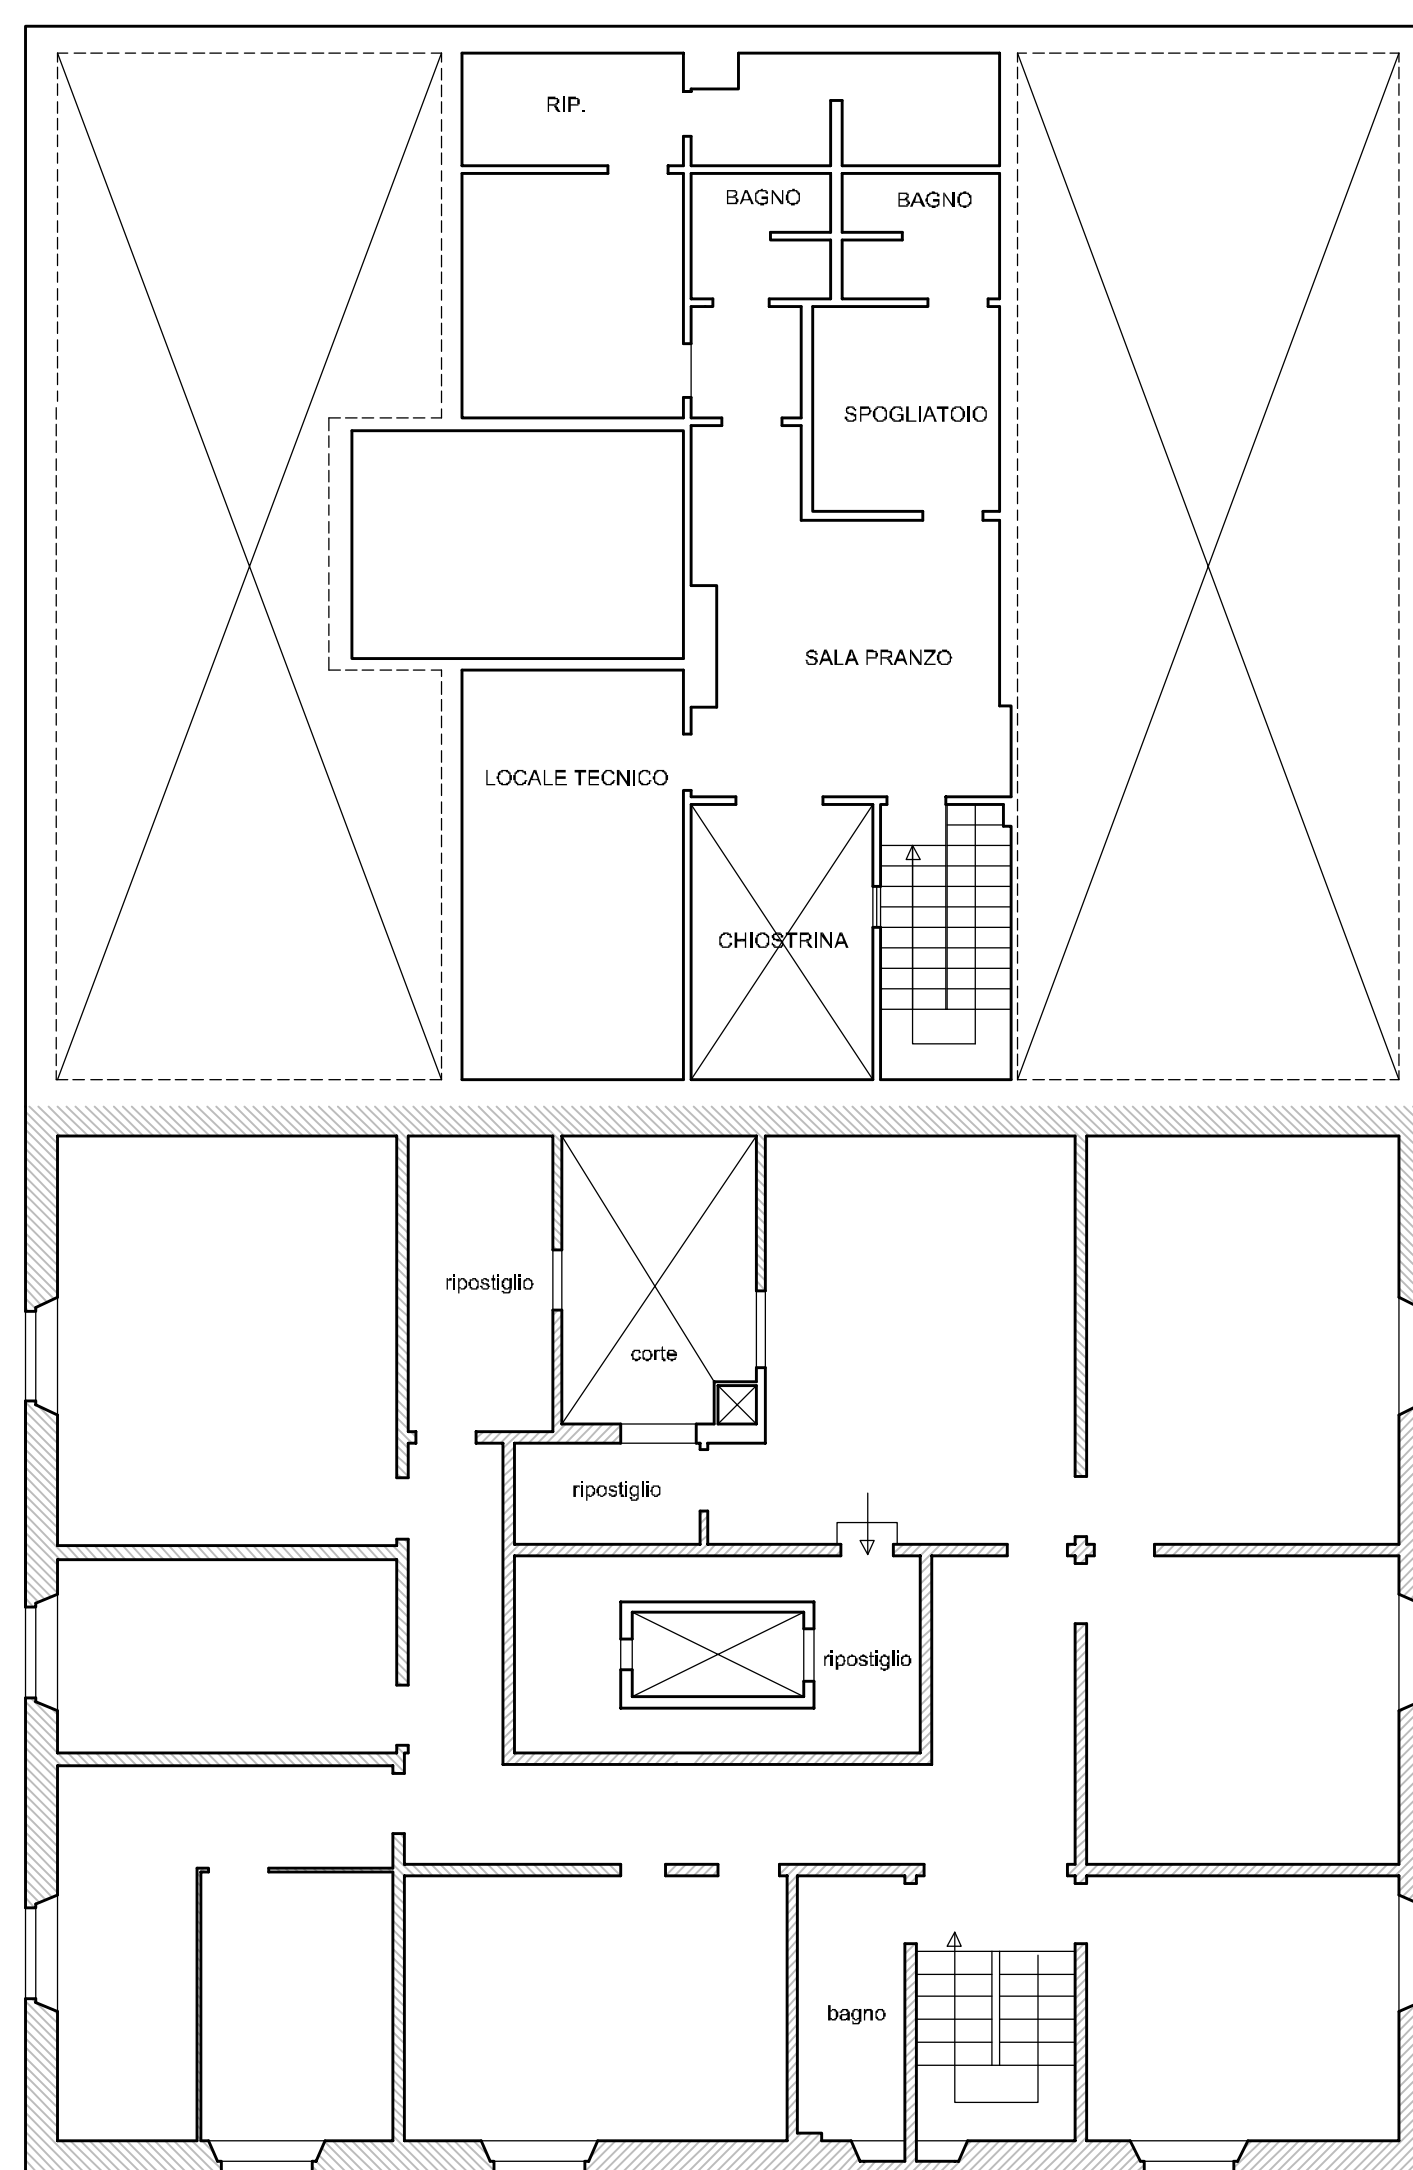 RIP.
BAGNO
BAGNO
SPOGLIATOIO
SALA PRANZO
LOCALE TECNICO
CHIOSTRINA
ripostiglio
corte
ripostiglio
ripostiglio
bagno